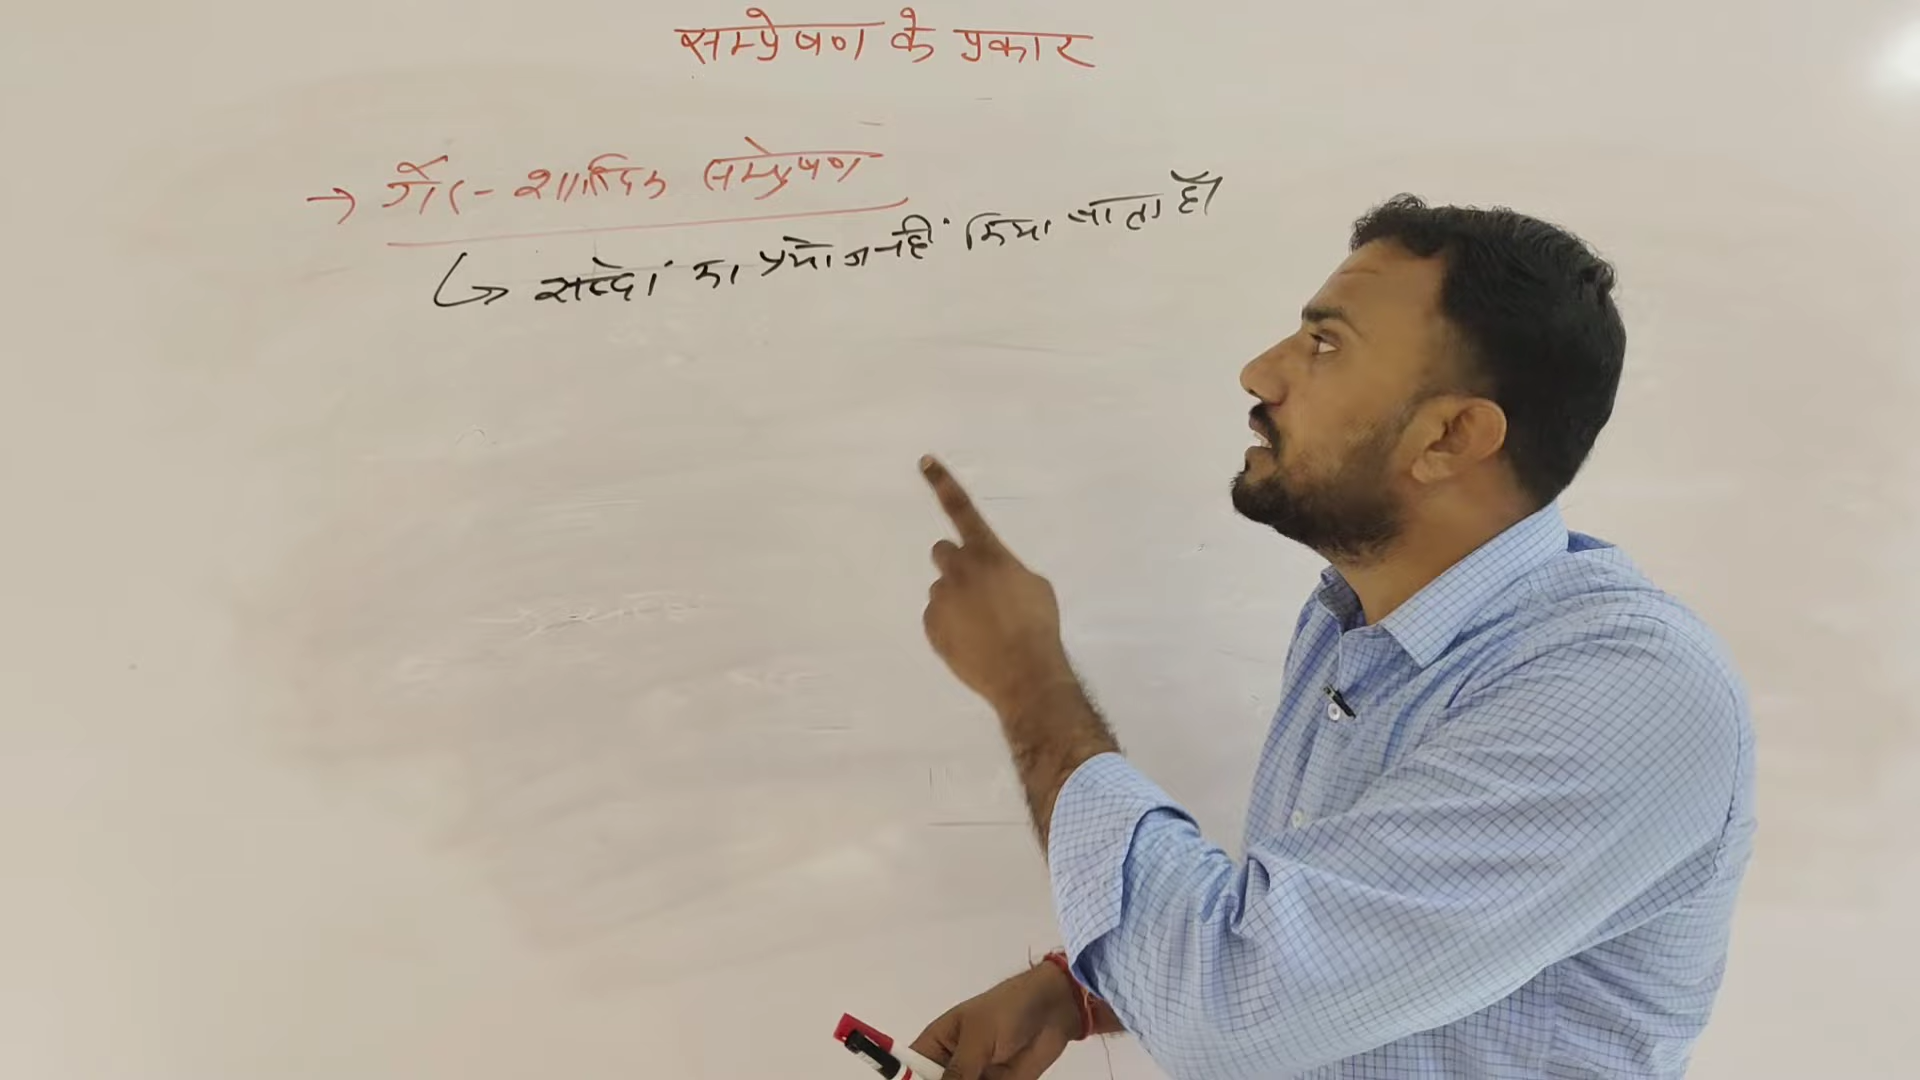 सम्प्रेषण के प्रकार
→ गैर-शाब्दिक सम्प्रेषण
↳ शब्दों का प्रयोग नहीं किया जाता है।